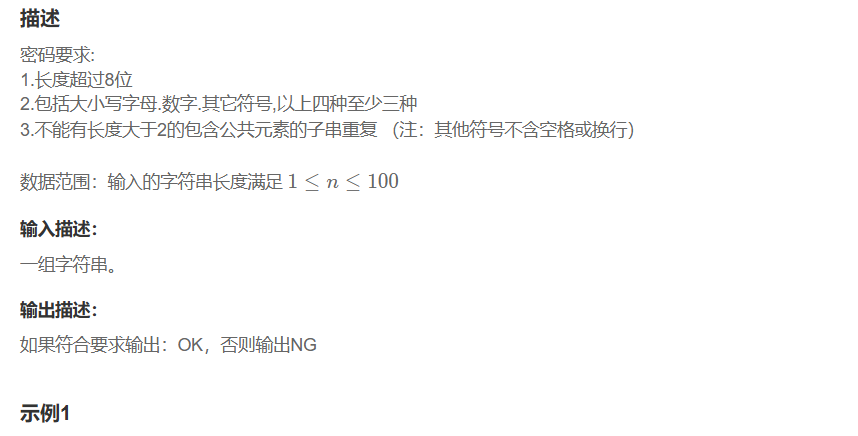 描述
密码要求:
1.长度超过8位
2.包括大小写字母.数字.其它符号,以上四种至少三种
3.不能有长度大于2的包含公共元素的子串重复 （注：其他符号不含空格或换行）
数据范围：输入的字符串长度满足 1 ≤ n ≤ 100
输入描述：
一组字符串。
输出描述：
如果符合要求输出：OK，否则输出NG
示例1